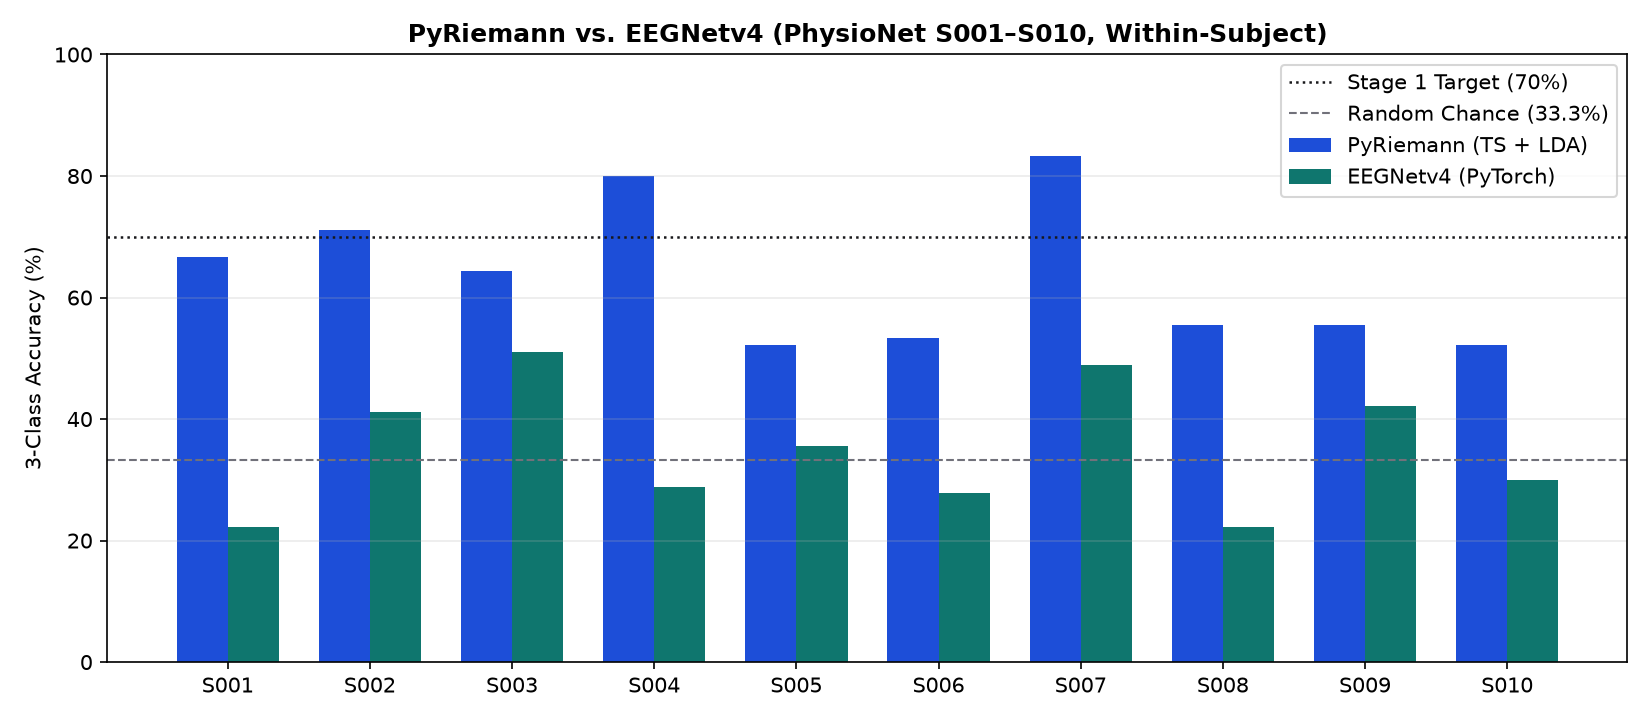 PyRiemann vs. EEGNetv4 (PhysioNet S001–S010, Within-Subject)
Stage 1 Target (70%)
Random Chance (33.3%)
PyRiemann (TS + LDA)
EEGNetv4 (PyTorch)
3-Class Accuracy (%)
100
80
60
40
20
0
S001 S002 S003 S004 S005 S006 S007 S008 S009 S010